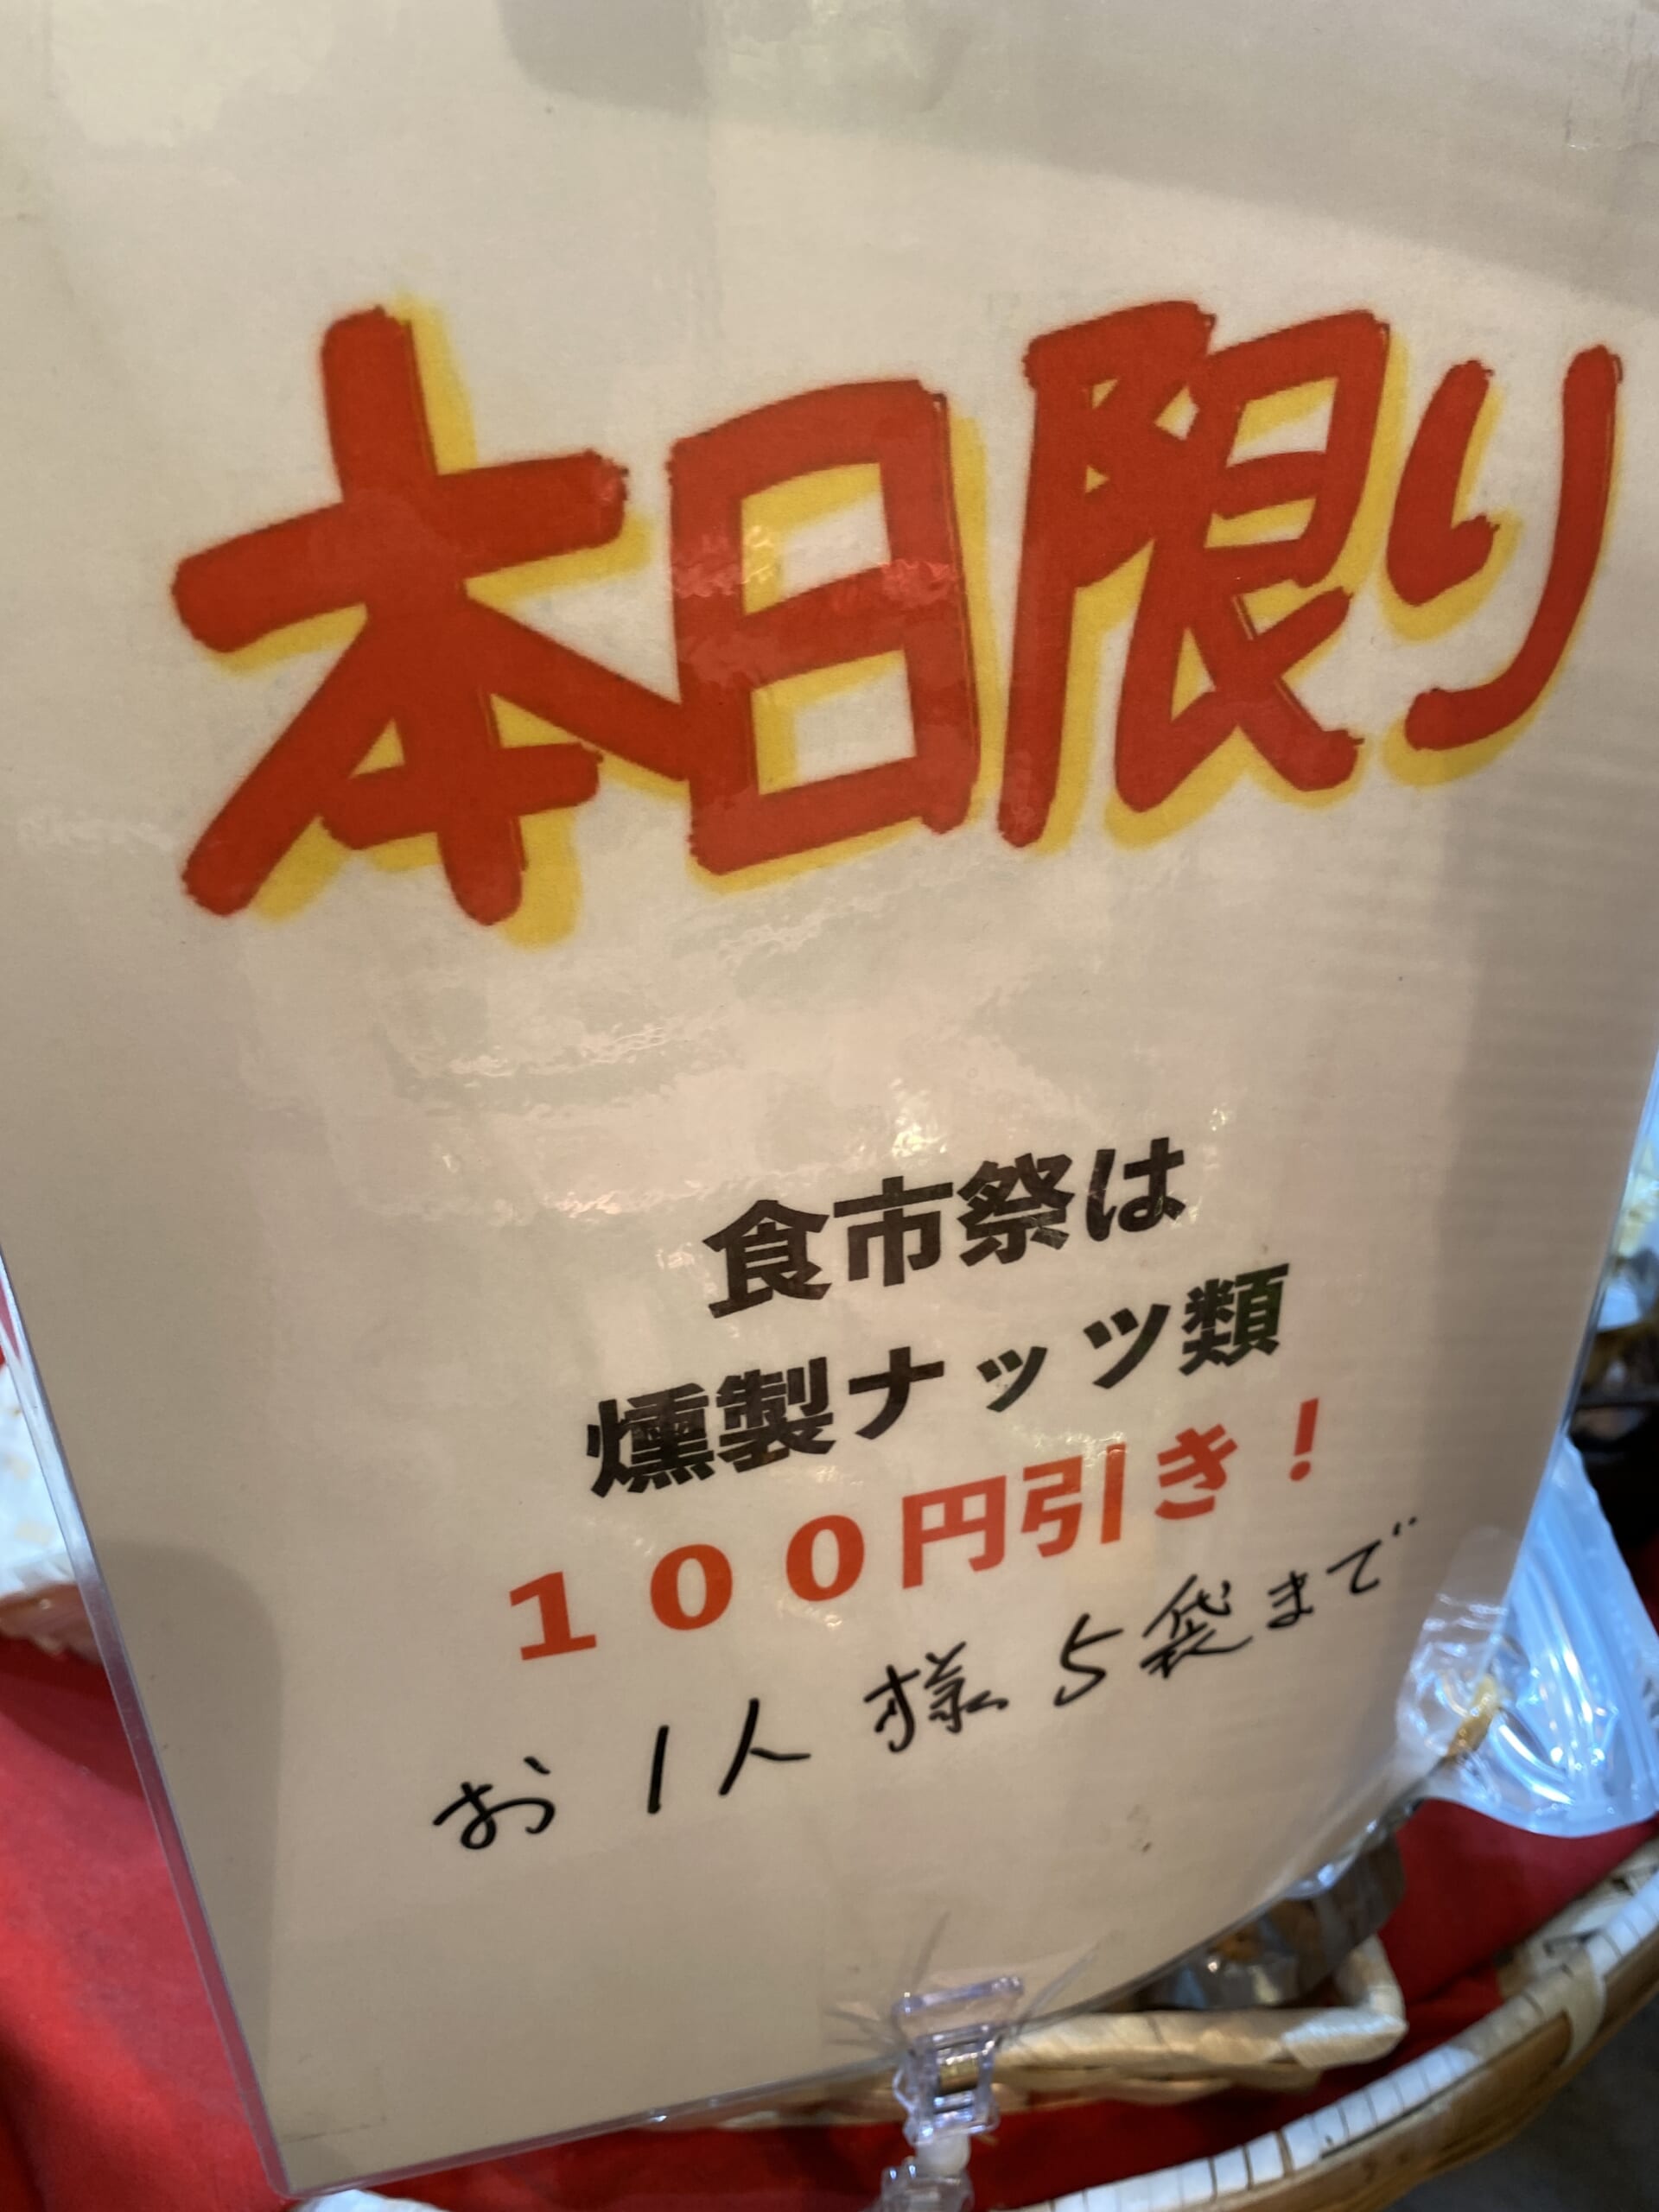 本日限り
食市祭は
燻製ナッツ類
１００円引き！
お1人様5袋まで